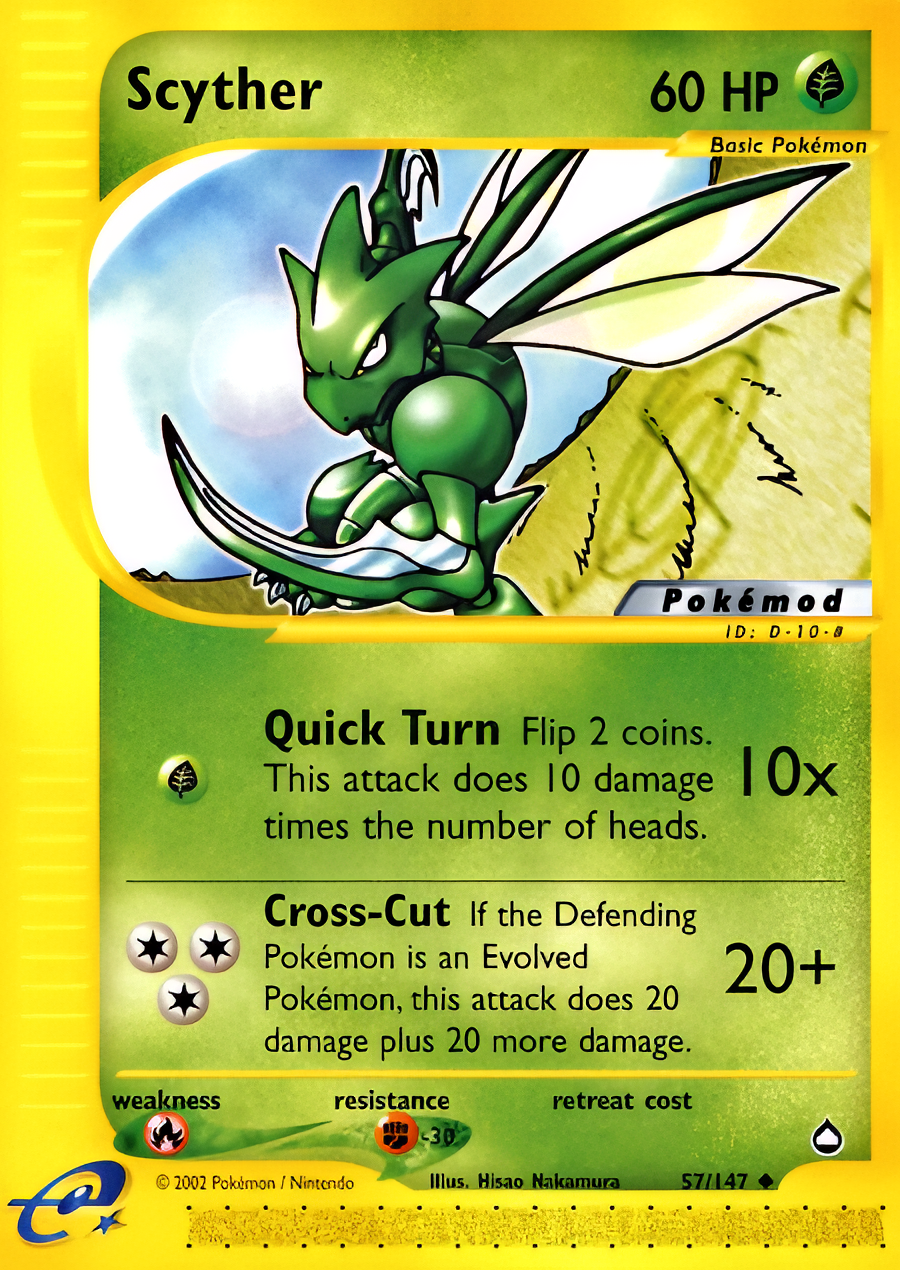 Scyther 60 HP
Basic Pokémon
Pokémod
ID: D-10-#
Quick Turn Flip 2 coins.
This attack does 10 damage
times the number of heads.
10x
Cross-Cut If the Defending
Pokémon is an Evolved
Pokémon, this attack does 20
damage plus 20 more damage.
20+
weakness resistance retreat cost
-30
© 2002 Pokémon / Nintendo Illus. Hisao Nakamura 57/147
e